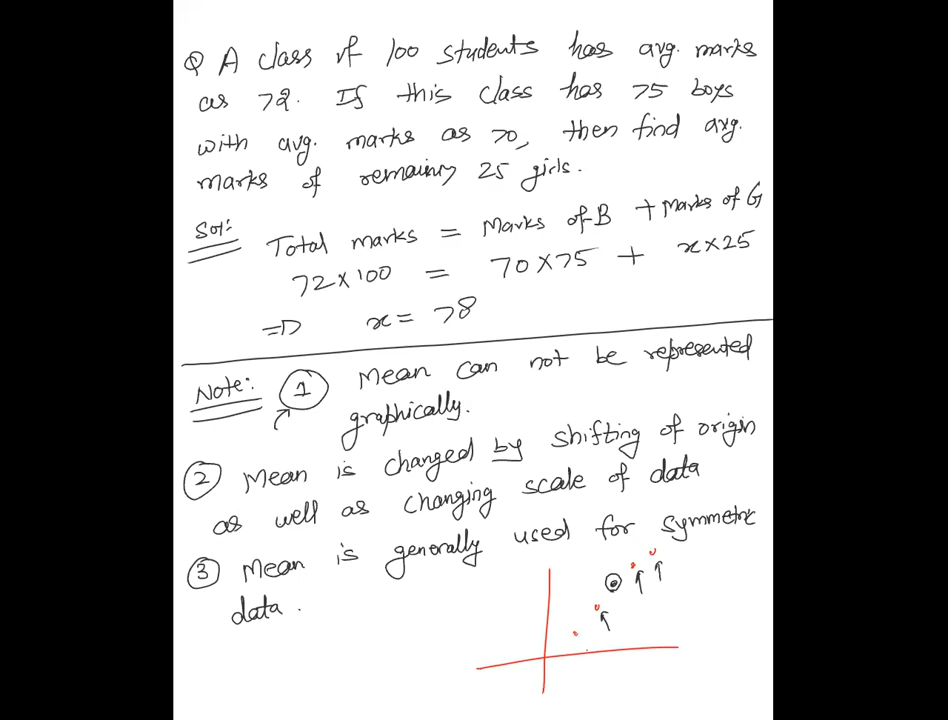 Q A class of 100 students has avg. marks
as 72. If this class has 75 boys
with avg. marks as 70, then find avg.
marks of remaining 25 girls.
Sol:
Total marks = Marks of B + Marks of G
72×100 = 70×75 + x×25
=> x = 78
Note: 1 Mean can not be represented
graphically.
2 Mean is changed by shifting of origin
as well as changing scale of data
3 Mean is generally used for symmetric
data.